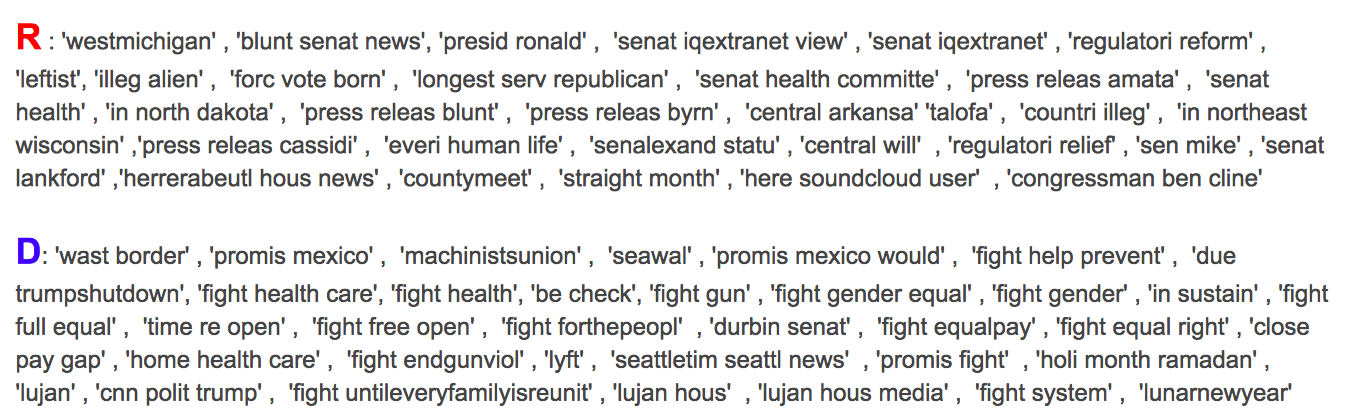 R : 'westmichigan' , 'blunt senat news', 'presid ronald' , 'senat iqextranet view' , 'senat iqextranet' , 'regulatori reform' ,
'leftist', 'illeg alien' , 'forc vote born' , 'longest serv republican' , 'senat health committe' , 'press releas amata' , 'senat
health' , 'in north dakota' , 'press releas blunt' , 'press releas byrn' , 'central arkansa' 'talofa' , 'countri illeg' , 'in northeast
wisconsin' ,'press releas cassidi' , 'everi human life' , 'senalexand statu' , 'central will' , 'regulatori relief' , 'sen mike' , 'senat
lankford' ,'herrerabeutl hous news' , 'countymeet' , 'straight month' , 'here soundcloud user' , 'congressman ben cline'
D: 'wast border' , 'promis mexico' , 'machinistsunion' , 'seawal' , 'promis mexico would' , 'fight help prevent' , 'due
trumpshutdown', 'fight health care', 'fight health', 'be check', 'fight gun' , 'fight gender equal' , 'fight gender' , 'in sustain' , 'fight
full equal' , 'time re open' , 'fight free open' , 'fight forthepeopl' , 'durbin senat' , 'fight equalpay' , 'fight equal right' , 'close
pay gap' , 'home health care' , 'fight endgunviol' , 'lyft' , 'seattletim seattl news' , 'promis fight' , 'holi month ramadan' ,
'lujan' , 'cnn polit trump' , 'fight untileveryfamilyisreunit' , 'lujan hous' , 'lujan hous media' , 'fight system' , 'lunarnewyear'